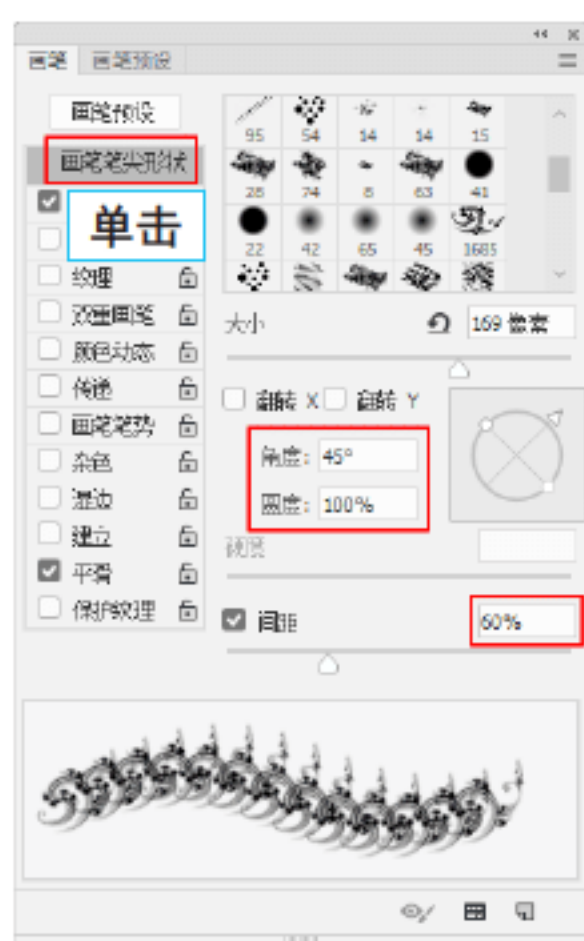 画笔 画笔预设
画笔预设
画笔笔尖形状
单击
纹理
双重画笔
颜色动态
传递
画笔笔势
杂色
湿边
建立
平滑
保护纹理
95 54 14 14 15
28 74 8 63 41
22 42 65 45 1685
大小 169 像素
翻转 X 翻转 Y
角度: 45°
圆度: 100%
硬度
间距 60%